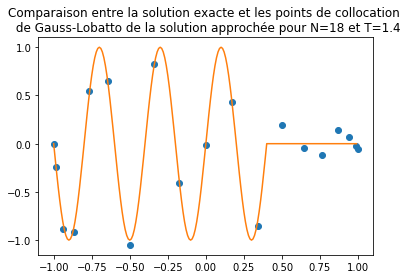 Comparaison entre la solution exacte et les points de collocation
de Gauss-Lobatto de la solution approchée pour N=18 et T=1.4
1.0
0.5
0.0
−0.5
−1.0
−1.00 −0.75 −0.50 −0.25 0.00 0.25 0.50 0.75 1.00